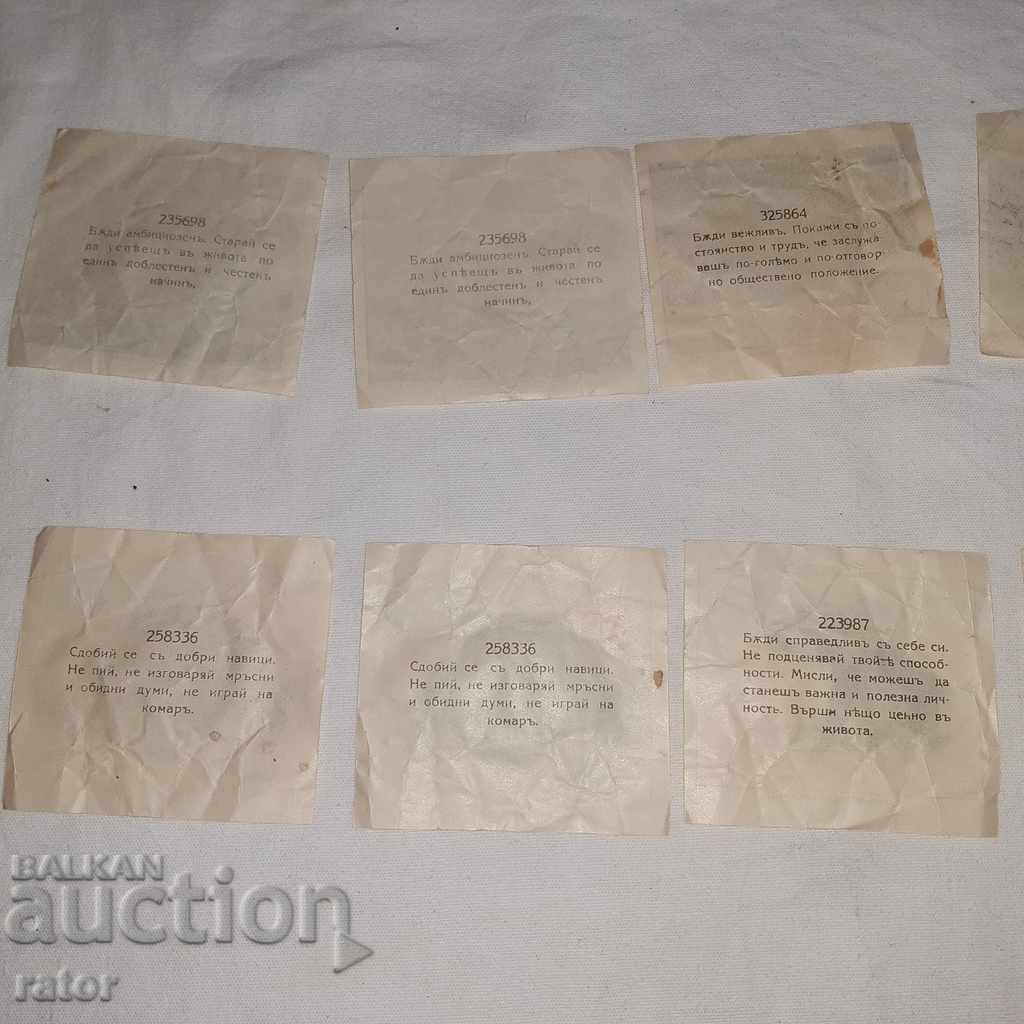 235698
Бѫди амбициозенъ. Старай се
да успѣешъ въ живота по
единъ доблестенъ и честенъ
начинъ.
235698
Бѫди амбициозенъ. Старай се
да успѣешъ въ живота по
единъ доблестенъ и честенъ
начинъ.
325864
Бѫди вежливъ. Покажи съ по-
стоянство и трудъ, че заслужа-
вашъ по-голѣмо и по-отговор-
но обществено положение.
258336
Сдобий се съ добри навици.
Не пий, не изговаряй мръсни
и обидни думи, не играй на
комаръ.
258336
Сдобий се съ добри навици.
Не пий, не изговаряй мръсни
и обидни думи, не играй на
комаръ.
223987
Бѫди справедливъ съ себе си.
Не подценявай твоитѣ способ-
ности. Мисли, че можешъ да
станешъ важна и полезна лич-
ность. Върши нѣщо ценно въ
живота.
BALKAN
auction
rator